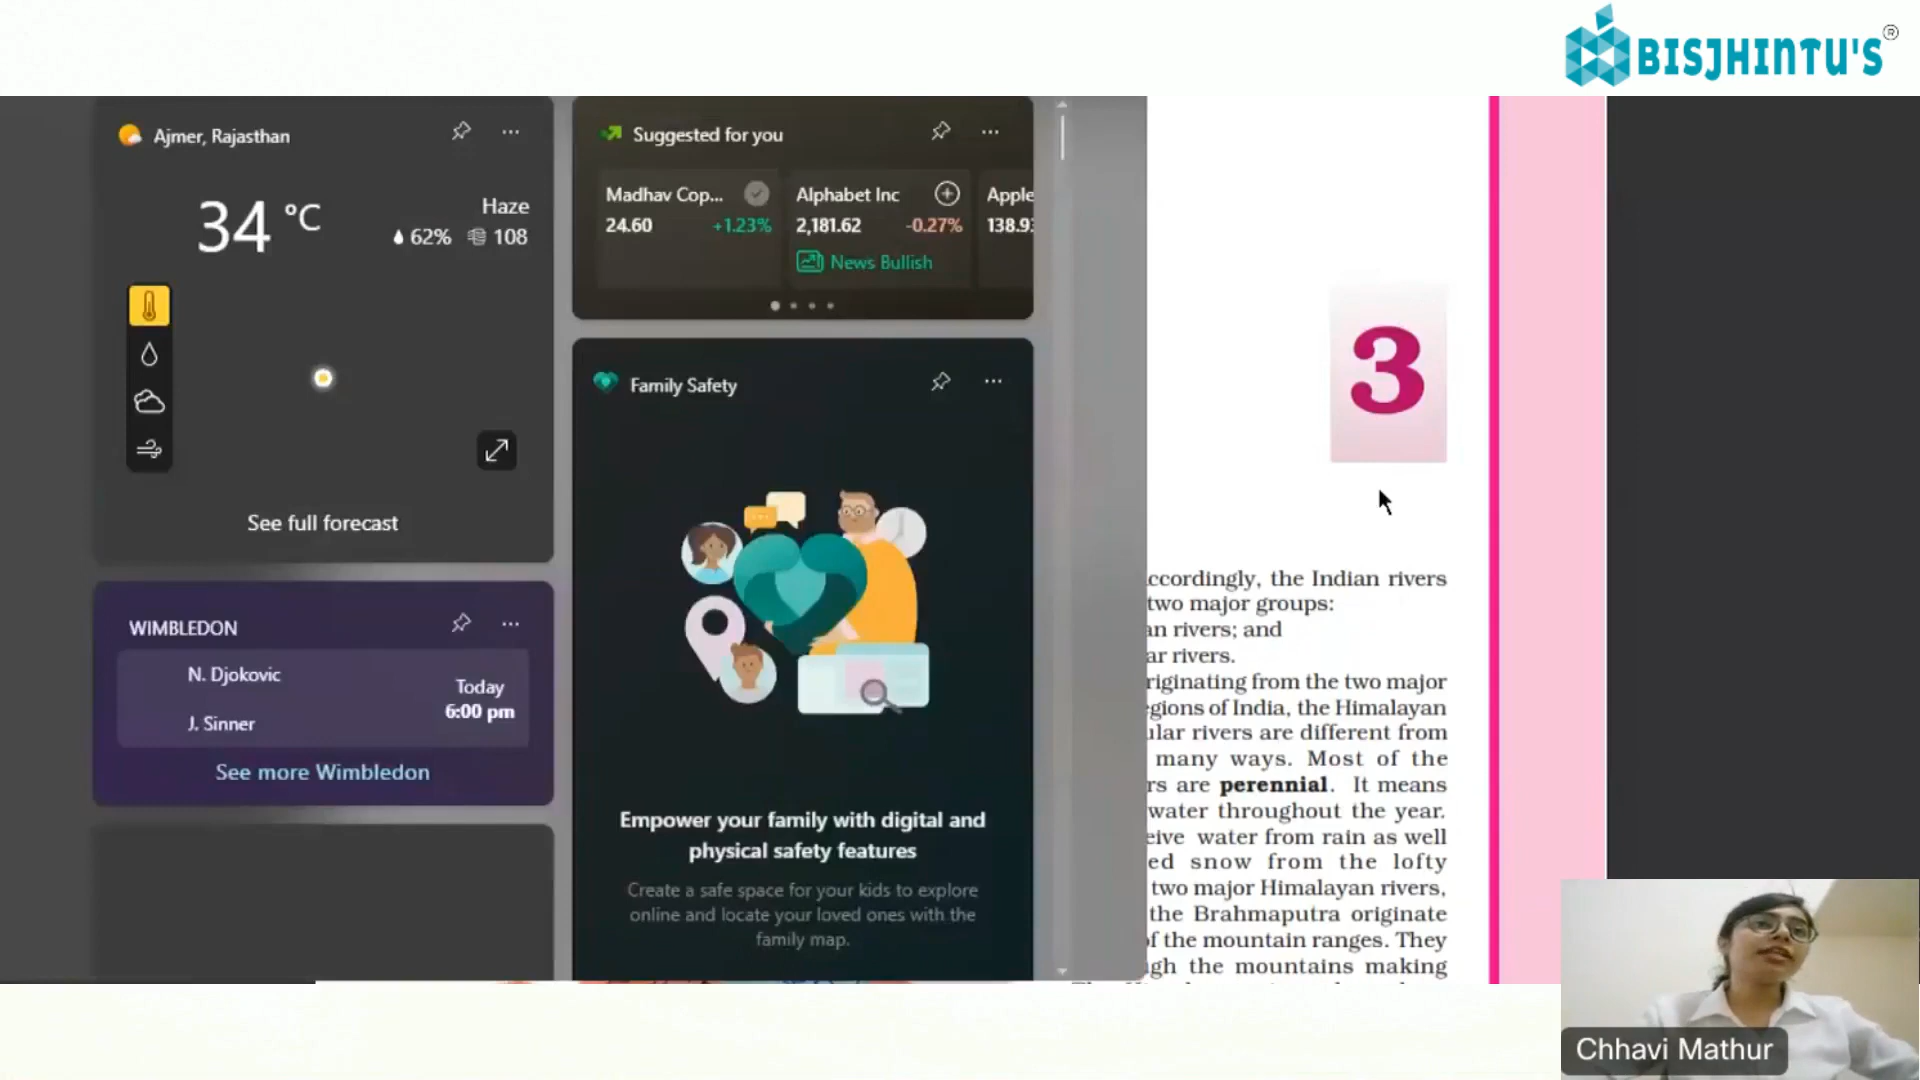 BISJHINTU'S®
Ajmer, Rajasthan
34 °C
Haze
62% 108
See full forecast
WIMBLEDON
N. Djokovic
J. Sinner
Today
6:00 pm
See more Wimbledon
Suggested for you
Madhav Cop...
24.60 +1.23%
Alphabet Inc
2,181.62 -0.27%
News Bullish
Apple
138.9
Family Safety
Empower your family with digital and
physical safety features
Create a safe space for your kids to explore
online and locate your loved ones with the
family map.
3
ccordingly, the Indian rivers
two major groups:
an rivers; and
ar rivers.
riginating from the two major
egions of India, the Himalayan
ular rivers are different from
many ways. Most of the
rs are perennial. It means
water throughout the year.
eive water from rain as well
ed snow from the lofty
two major Himalayan rivers,
the Brahmaputra originate
of the mountain ranges. They
gh the mountains making
Chhavi Mathur